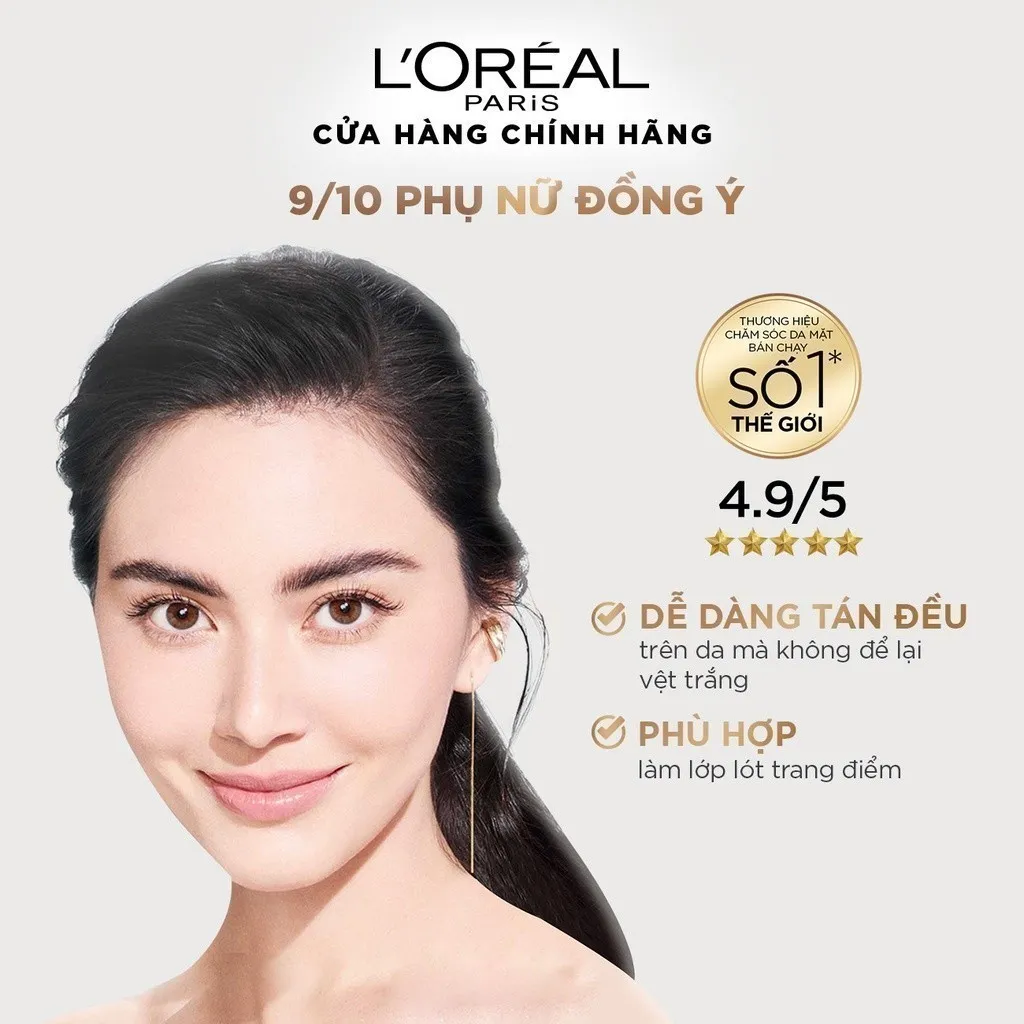 L'ORÉAL
PARiS
CỬA HÀNG CHÍNH HÃNG
9/10 PHỤ NỮ ĐỒNG Ý
THƯƠNG HIỆU
CHĂM SÓC DA MẶT
BÁN CHẠY
SỐ 1*
THẾ GIỚI
4.9/5
DỄ DÀNG TÁN ĐỀU
trên da mà không để lại
vệt trắng
PHÙ HỢP
làm lớp lót trang điểm